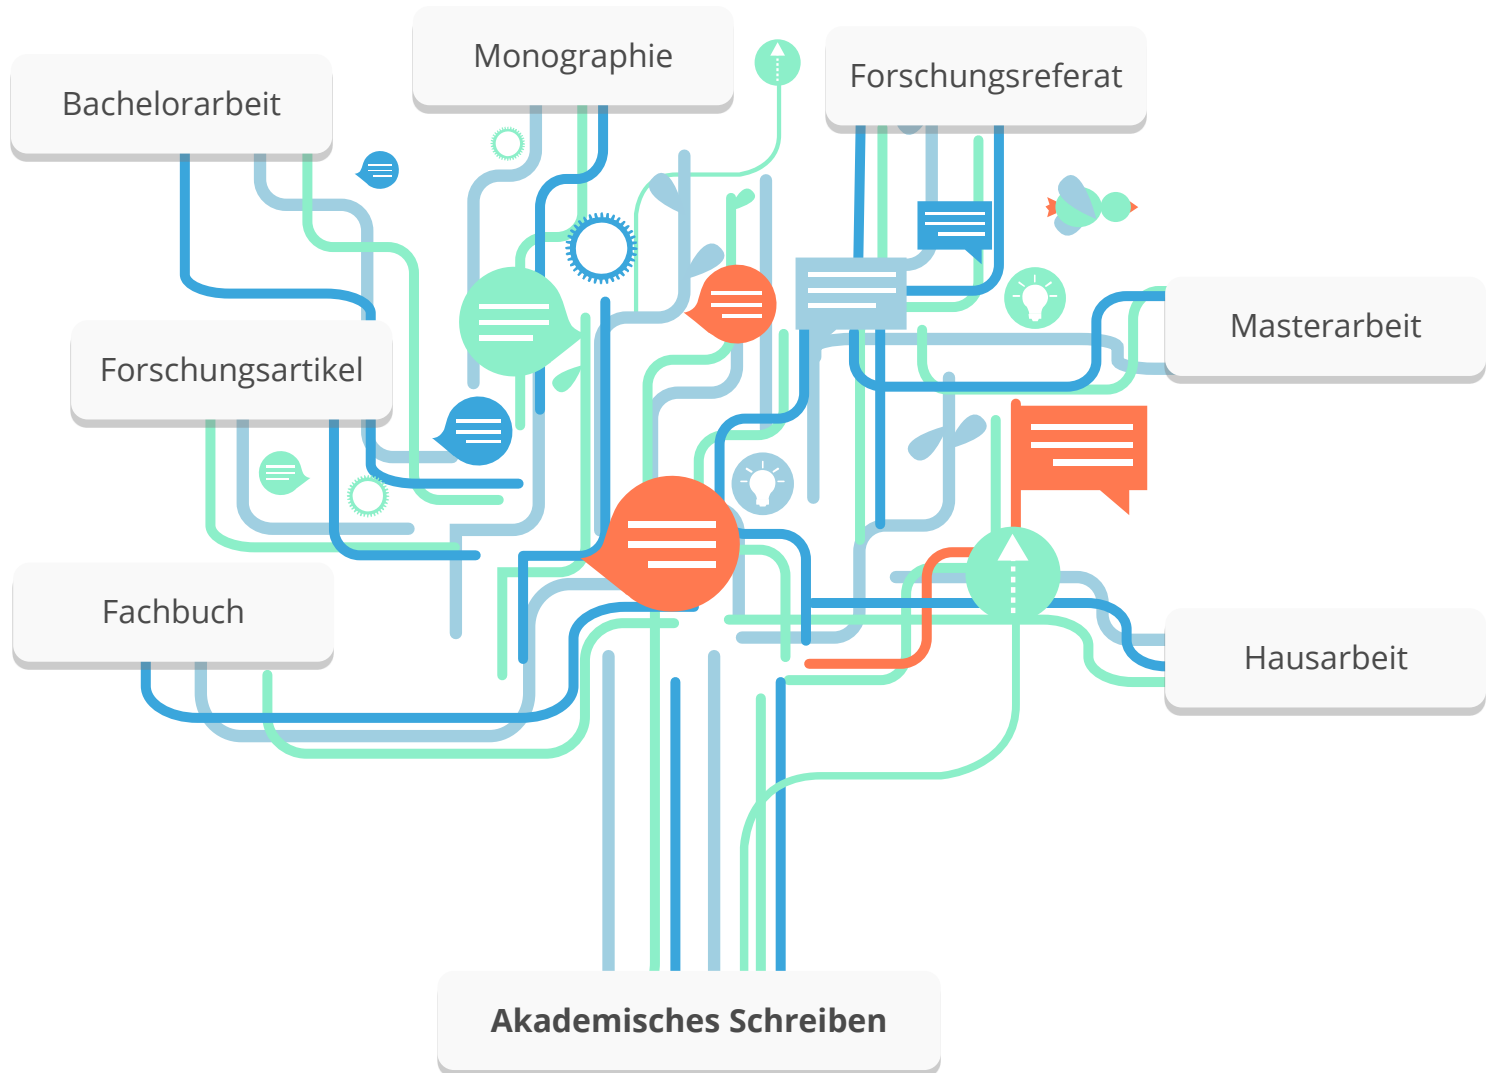 Monographie
Forschungsreferat
Bachelorarbeit
Masterarbeit
Forschungsartikel
Fachbuch
Hausarbeit
Akademisches Schreiben